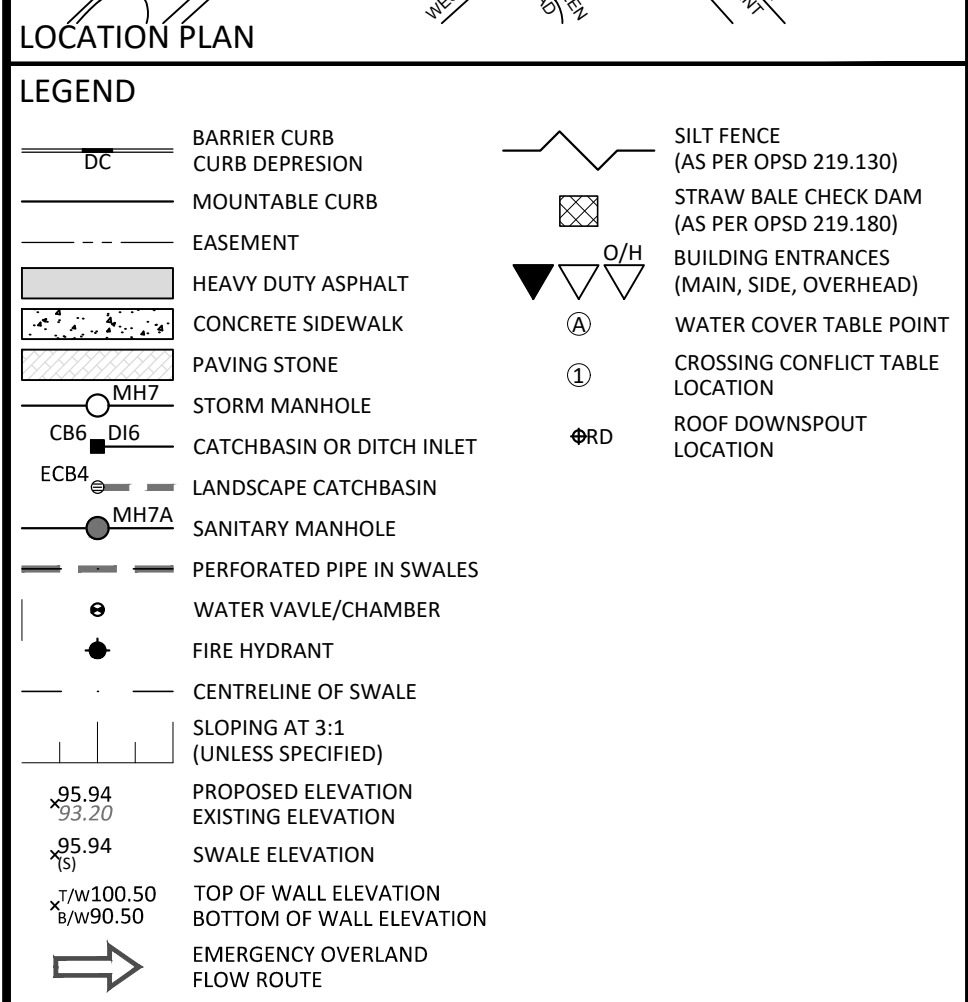 LOCATION PLAN
LEGEND
DC
BARRIER CURB
CURB DEPRESION
MOUNTABLE CURB
EASEMENT
HEAVY DUTY ASPHALT
CONCRETE SIDEWALK
PAVING STONE
MH7
STORM MANHOLE
CB6 DI6
CATCHBASIN OR DITCH INLET
ECB4
LANDSCAPE CATCHBASIN
MH7A
SANITARY MANHOLE
PERFORATED PIPE IN SWALES
WATER VAVLE/CHAMBER
FIRE HYDRANT
CENTRELINE OF SWALE
SLOPING AT 3:1
(UNLESS SPECIFIED)
×95.94
93.20
PROPOSED ELEVATION
EXISTING ELEVATION
×95.94
(S)
SWALE ELEVATION
×T/W100.50
B/W90.50
TOP OF WALL ELEVATION
BOTTOM OF WALL ELEVATION
EMERGENCY OVERLAND
FLOW ROUTE
SILT FENCE
(AS PER OPSD 219.130)
STRAW BALE CHECK DAM
(AS PER OPSD 219.180)
O/H
BUILDING ENTRANCES
(MAIN, SIDE, OVERHEAD)
A
WATER COVER TABLE POINT
1
CROSSING CONFLICT TABLE
LOCATION
RD
ROOF DOWNSPOUT
LOCATION